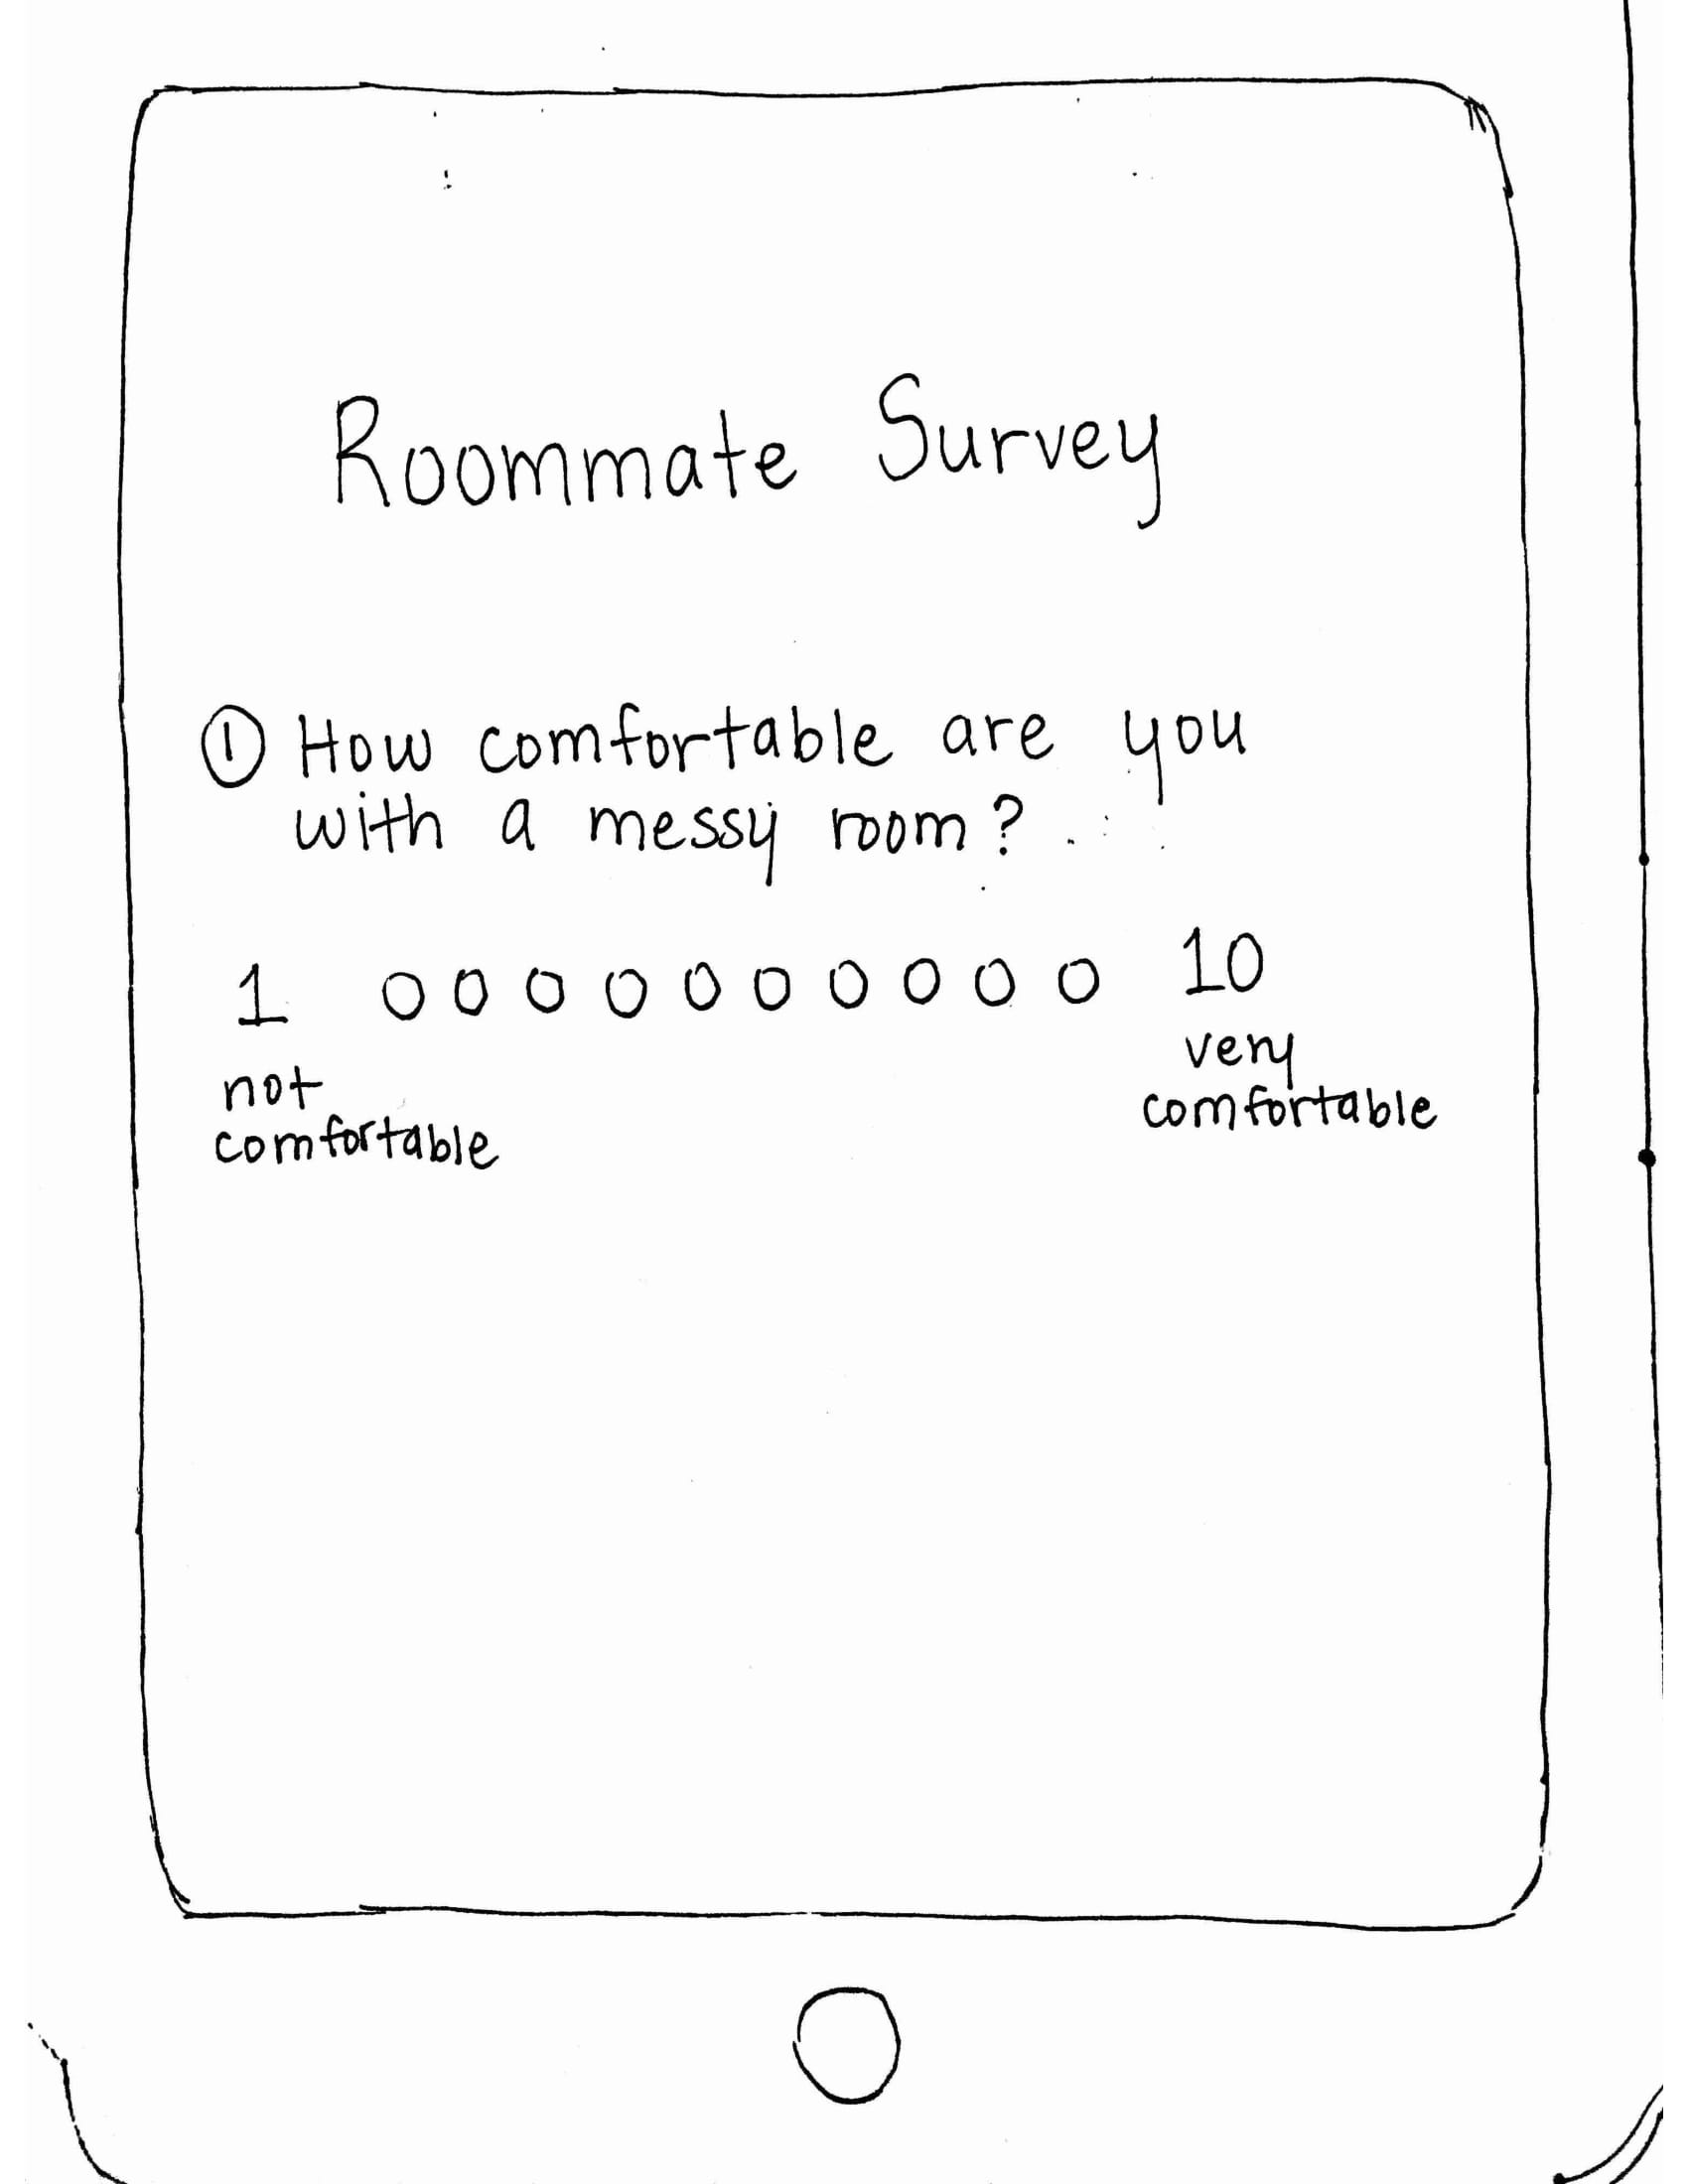 Roommate Survey
① How comfortable are you
with a messy room?
1 O O O O O O O O O O 10
not
comfortable
very
comfortable